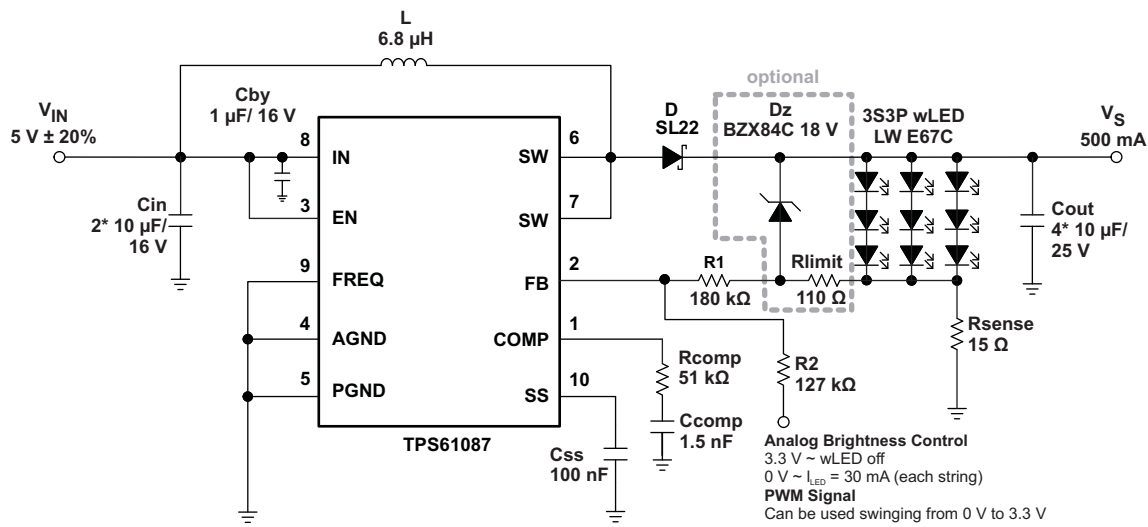 L
6.8 µH
optional
Cby
1 µF/ 16 V
VIN
5 V ± 20%
D
SL22
Dz
BZX84C 18 V
3S3P wLED
LW E67C
VS
500 mA
8
IN
6
SW
3
EN
7
SW
Cin
2* 10 µF/
16 V
Cout
4* 10 µF/
25 V
9
FREQ
2
FB
R1
180 kΩ
Rlimit
110 Ω
4
AGND
1
COMP
Rsense
15 Ω
5
PGND
10
SS
Rcomp
51 kΩ
R2
127 kΩ
Ccomp
1.5 nF
TPS61087
Css
100 nF
Analog Brightness Control
3.3 V ~ wLED off
0 V ~ ILED = 30 mA (each string)
PWM Signal
Can be used swinging from 0 V to 3.3 V